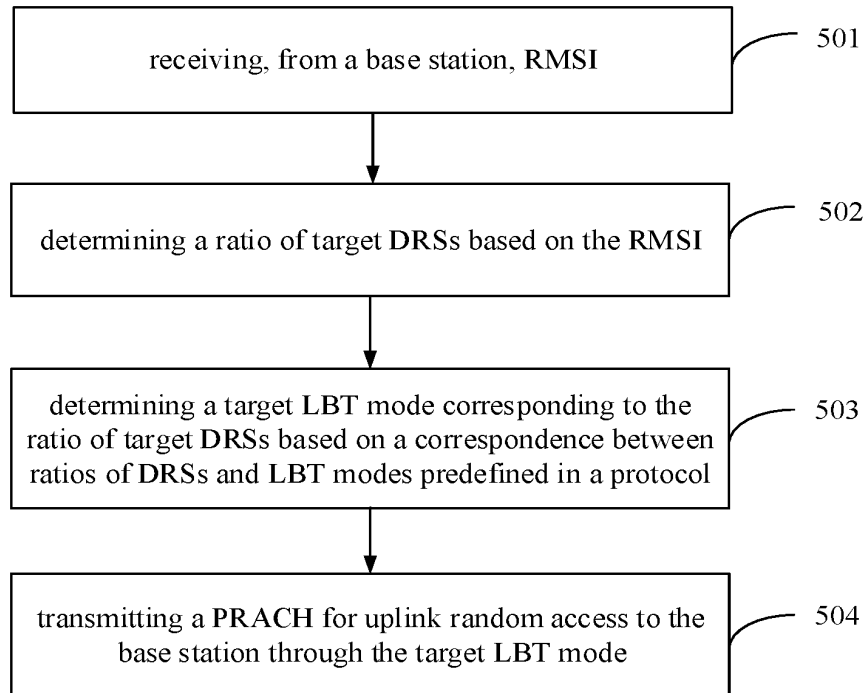 receiving, from a base station, RMSI
501
determining a ratio of target DRSs based on the RMSI
502
determining a target LBT mode corresponding to the
ratio of target DRSs based on a correspondence between
ratios of DRSs and LBT modes predefined in a protocol
503
transmitting a PRACH for uplink random access to the
base station through the target LBT mode
504